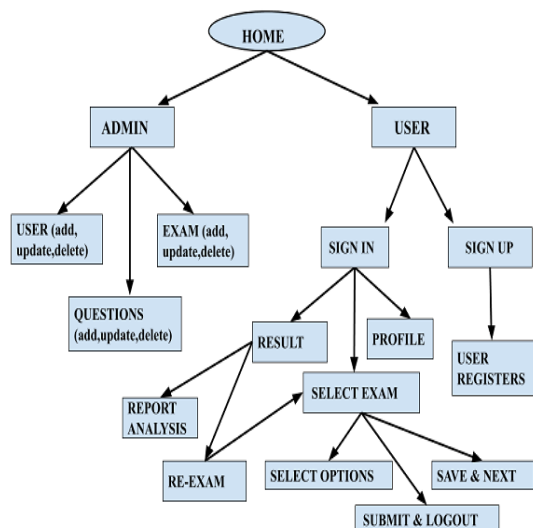 HOME
ADMIN
USER
USER (add,
update,delete)
EXAM (add,
update,delete)
SIGN IN
SIGN UP
QUESTIONS
(add,update,delete)
RESULT
PROFILE
USER
REGISTERS
REPORT
ANALYSIS
SELECT EXAM
RE-EXAM
SELECT OPTIONS
SAVE & NEXT
SUBMIT & LOGOUT